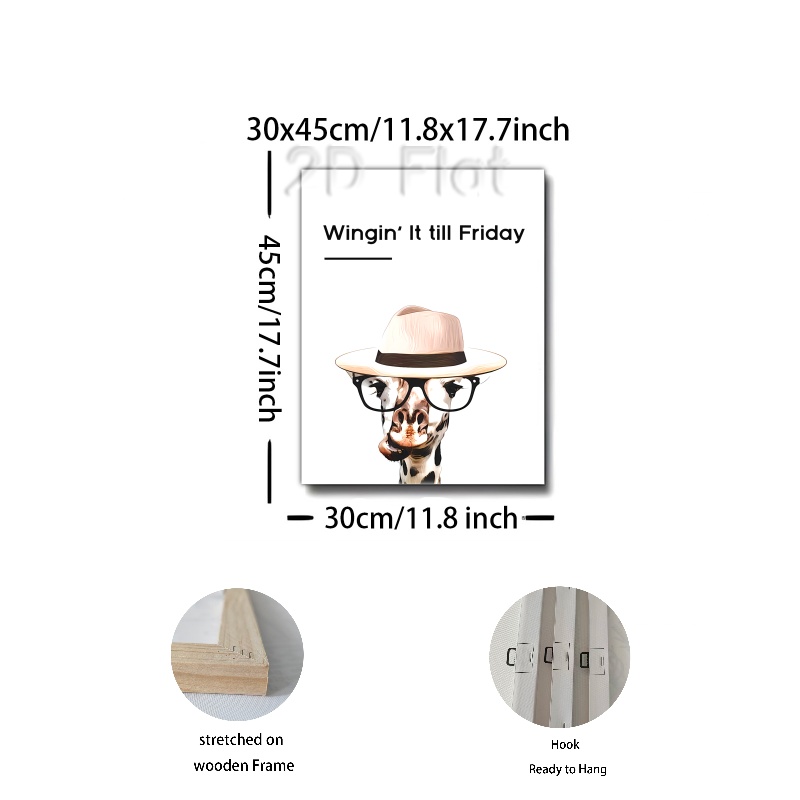 30x45cm/11.8x17.7inch
2D Flat
Wingin' It till Friday
45cm/17.7inch
30cm/11.8 inch
stretched on
wooden Frame
Hook
Ready to Hang